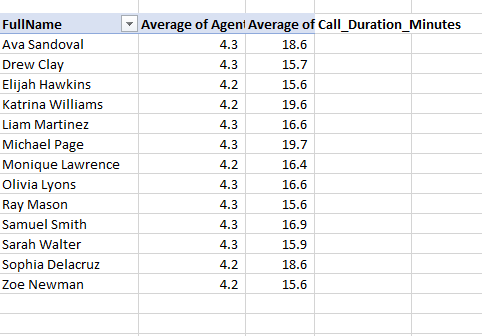 FullName Average of Agen Average of Call_Duration_Minutes
Ava Sandoval 4.3 18.6
Drew Clay 4.3 15.7
Elijah Hawkins 4.2 15.6
Katrina Williams 4.2 19.6
Liam Martinez 4.3 16.6
Michael Page 4.3 19.7
Monique Lawrence 4.2 16.4
Olivia Lyons 4.3 16.6
Ray Mason 4.3 15.6
Samuel Smith 4.3 16.9
Sarah Walter 4.3 15.9
Sophia Delacruz 4.2 18.6
Zoe Newman 4.2 15.6